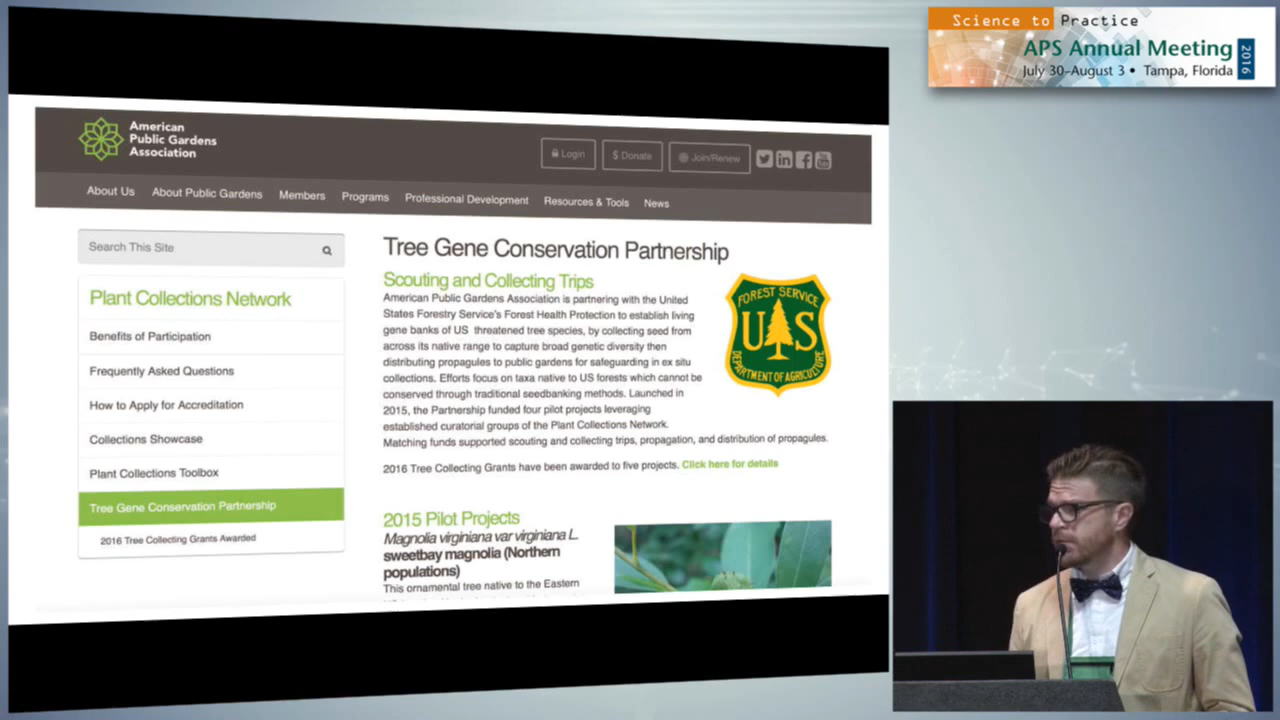 Science to Practice
APS Annual Meeting
2016
July 30–August 3 • Tampa, Florida
American
Public Gardens
Association
Login
$ Donate
Join/Renew
About Us
About Public Gardens
Members
Programs
Professional Development
Resources & Tools
News
Search This Site
Plant Collections Network
Benefits of Participation
Frequently Asked Questions
How to Apply for Accreditation
Collections Showcase
Plant Collections Toolbox
Tree Gene Conservation Partnership
2016 Tree Collecting Grants Awarded
Tree Gene Conservation Partnership
Scouting and Collecting Trips
American Public Gardens Association is partnering with the United
States Forestry Service's Forest Health Protection to establish living
gene banks of US threatened tree species, by collecting seed from
across its native range to capture broad genetic diversity then
distributing propagules to public gardens for safeguarding in ex situ
collections. Efforts focus on taxa native to US forests which cannot be
conserved through traditional seedbanking methods. Launched in
2015, the Partnership funded four pilot projects leveraging
established curatorial groups of the Plant Collections Network.
Matching funds supported scouting and collecting trips, propagation, and distribution of propagules.
2016 Tree Collecting Grants have been awarded to five projects. Click here for details
FOREST SERVICE
U S
DEPARTMENT OF AGRICULTURE
2015 Pilot Projects
Magnolia virginiana var virginiana L.
sweetbay magnolia (Northern
populations)
This ornamental tree native to the Eastern